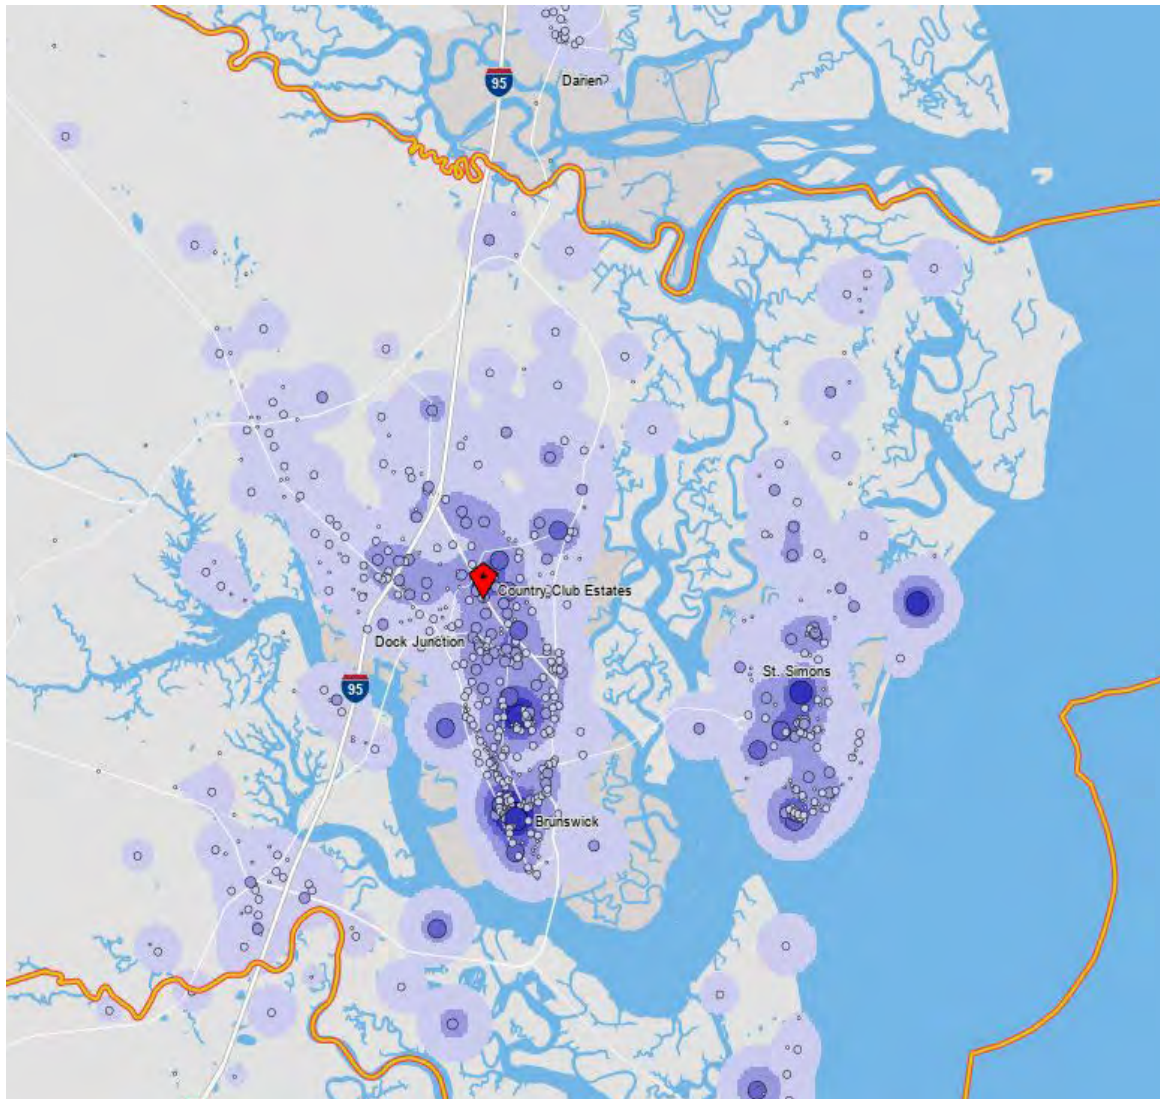 95
Darien
Country Club Estates
Dock Junction
St. Simons
95
Brunswick